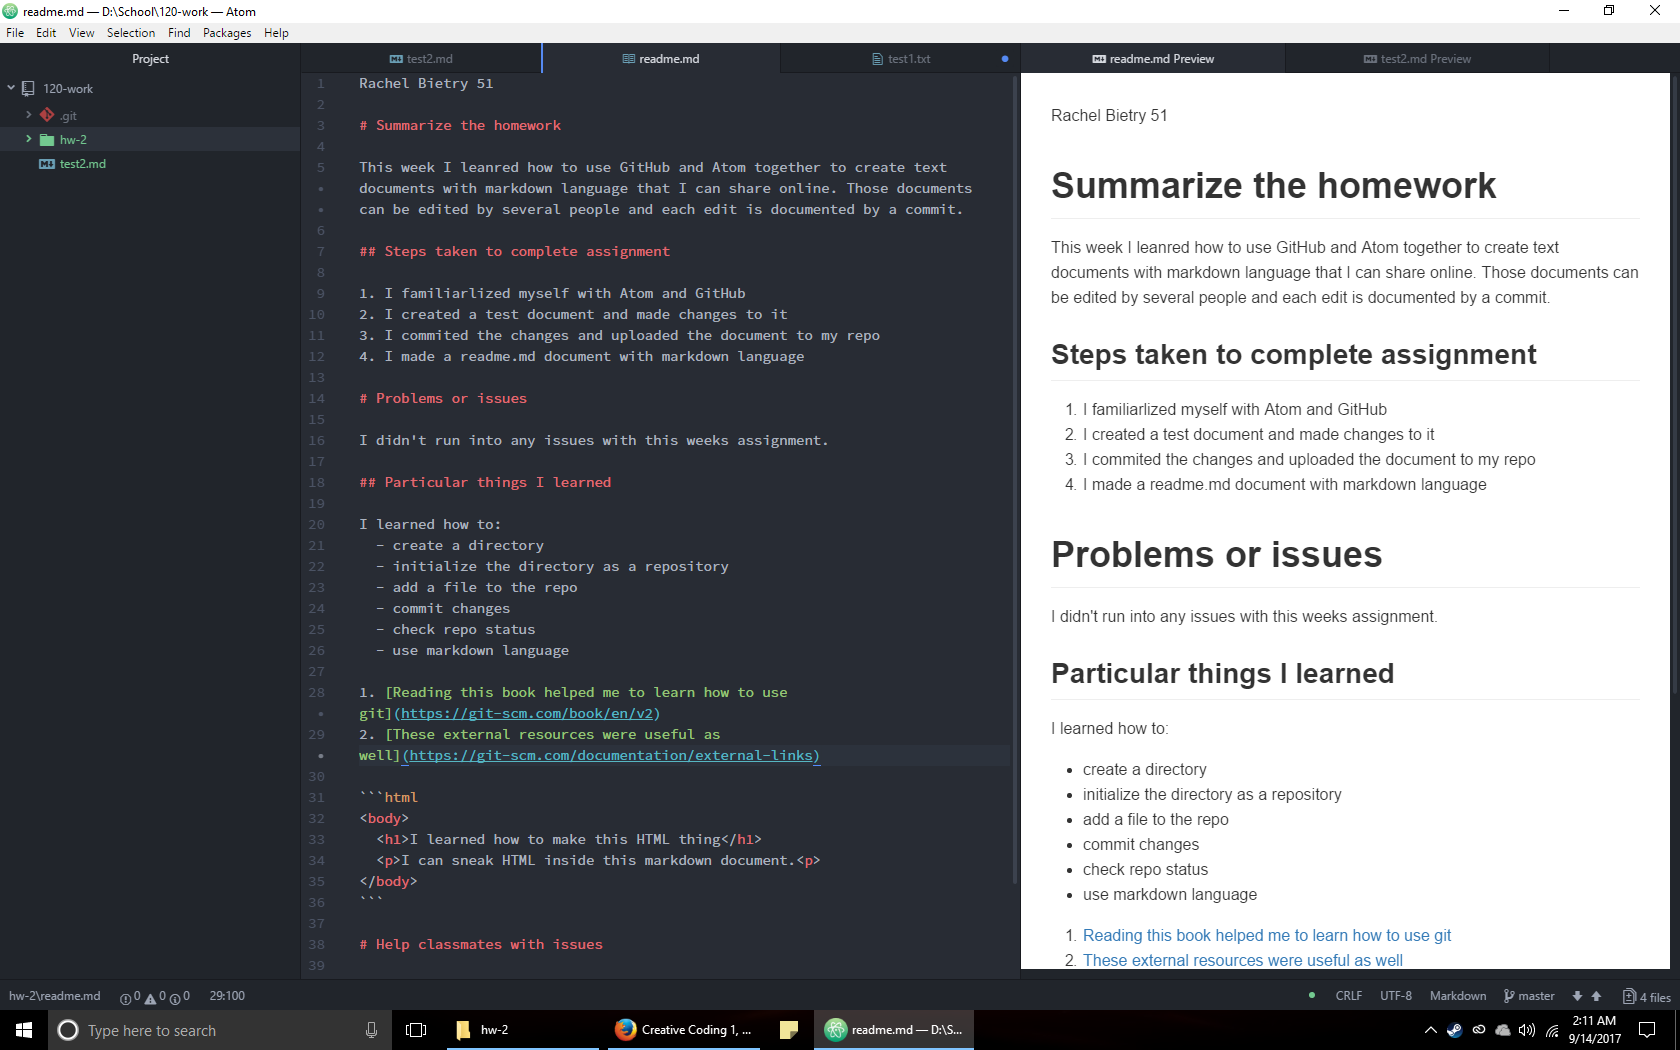 readme.md — D:\School\120-work — Atom
File Edit View Selection Find Packages Help
Project
test2.md
readme.md
test1.txt
readme.md Preview
test2.md Preview
120-work
.git
hw-2
test2.md
1 Rachel Bietry 51
2
3 # Summarize the homework
4
5 This week I leanred how to use GitHub and Atom together to create text
• documents with markdown language that I can share online. Those documents
• can be edited by several people and each edit is documented by a commit.
6
7 ## Steps taken to complete assignment
8
9 1. I familiarlized myself with Atom and GitHub
10 2. I created a test document and made changes to it
11 3. I commited the changes and uploaded the document to my repo
12 4. I made a readme.md document with markdown language
13
14 # Problems or issues
15
16 I didn't run into any issues with this weeks assignment.
17
18 ## Particular things I learned
19
20 I learned how to:
21 - create a directory
22 - initialize the directory as a repository
23 - add a file to the repo
24 - commit changes
25 - check repo status
26 - use markdown language
27
28 1. [Reading this book helped me to learn how to use
• git](https://git-scm.com/book/en/v2)
29 2. [These external resources were useful as
• well](https://git-scm.com/documentation/external-links)
30
31 ```html
32 <body>
33 <h1>I learned how to make this HTML thing</h1>
34 <p>I can sneak HTML inside this markdown document.<p>
35 </body>
36 ```
37
38 # Help classmates with issues
39
Rachel Bietry 51
Summarize the homework
This week I leanred how to use GitHub and Atom together to create text
documents with markdown language that I can share online. Those documents can
be edited by several people and each edit is documented by a commit.
Steps taken to complete assignment
1. I familiarlized myself with Atom and GitHub
2. I created a test document and made changes to it
3. I commited the changes and uploaded the document to my repo
4. I made a readme.md document with markdown language
Problems or issues
I didn't run into any issues with this weeks assignment.
Particular things I learned
I learned how to:
• create a directory
• initialize the directory as a repository
• add a file to the repo
• commit changes
• check repo status
• use markdown language
1. Reading this book helped me to learn how to use git
2. These external resources were useful as well
hw-2\readme.md 0 0 0 29:100
CRLF UTF-8 Markdown master 4 files
Type here to search
hw-2
Creative Coding 1, ...
readme.md — D:\S...
2:11 AM
9/14/2017